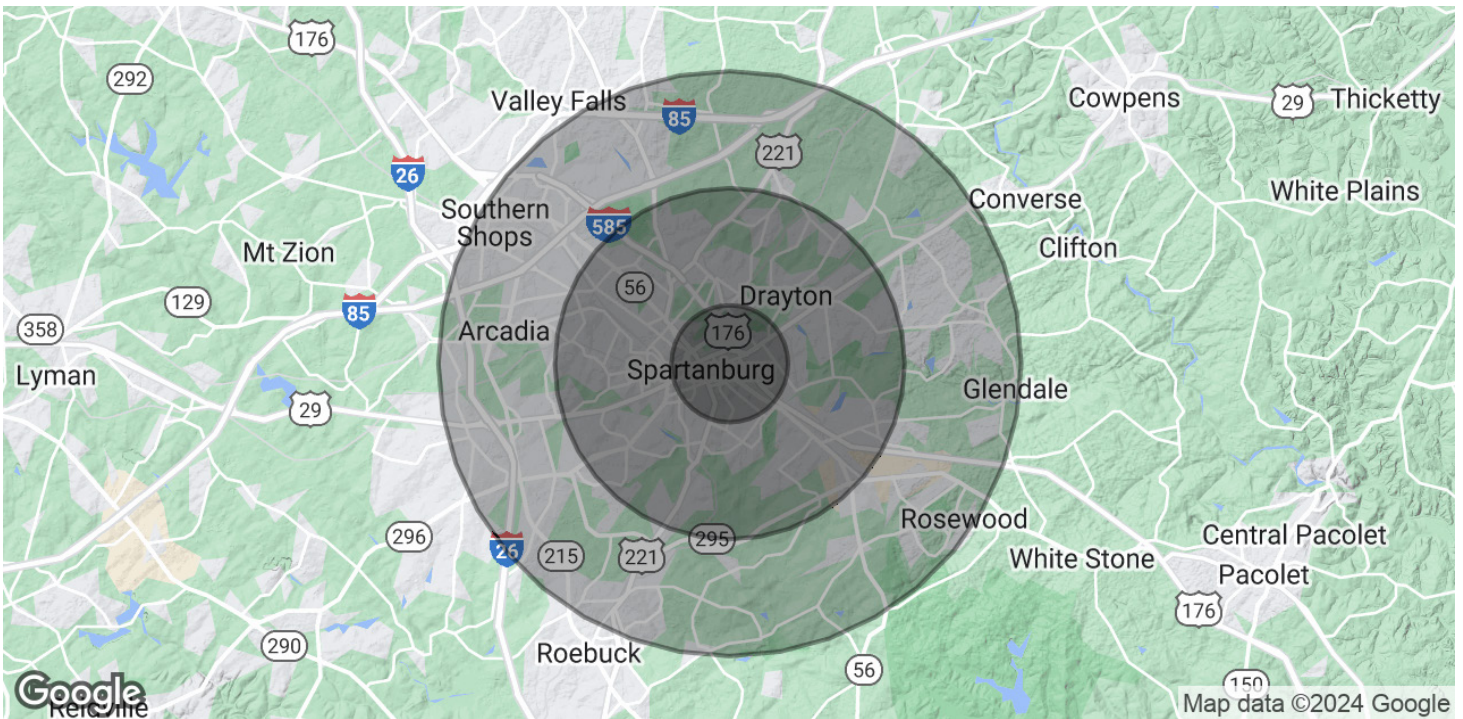 176
292
Valley Falls
85
Cowpens
29
Thicketty
221
26
Converse
White Plains
Southern
Shops
585
Mt Zion
Clifton
56
Drayton
129
85
358
Arcadia
176
Lyman
Spartanburg
Glendale
29
296
26
215
221
295
Rosewood
White Stone
Central Pacolet
Pacolet
176
290
Roebuck
56
150
Google
Reidville
Map data ©2024 Google